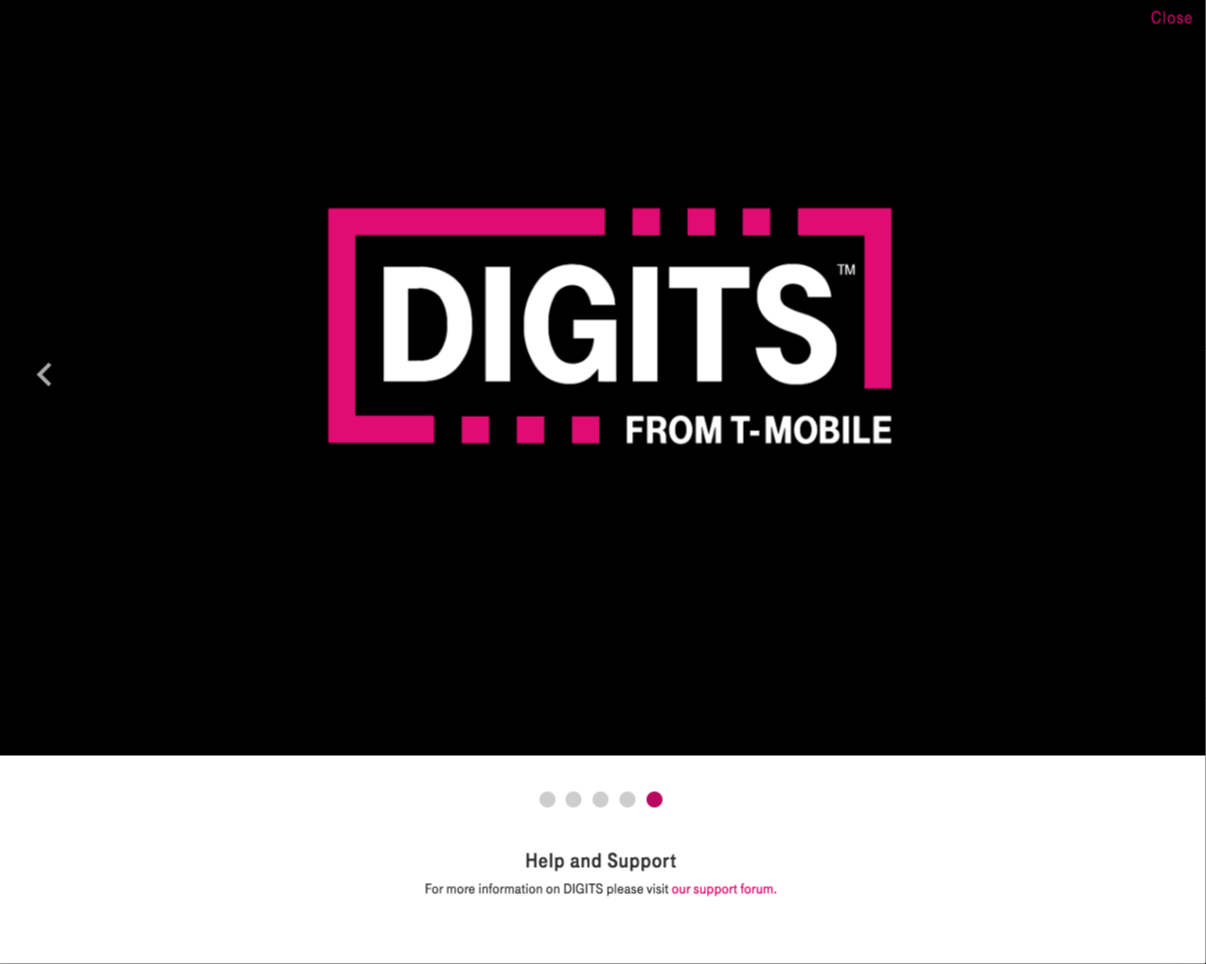 Close
DIGITS™
FROM T-MOBILE
Help and Support
For more information on DIGITS please visit our support forum.